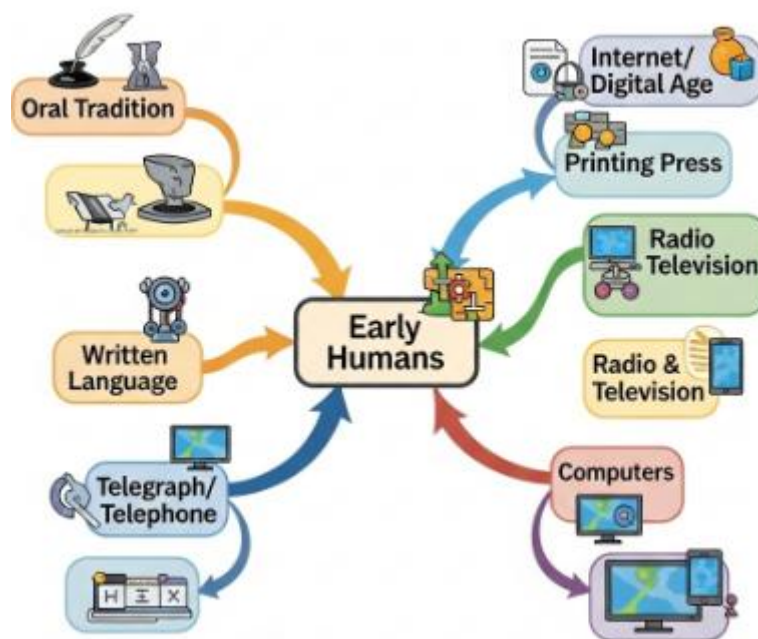 Oral Tradition
Internet/
Digital Age
Printing Press
Radio
Television
Early
Humans
Written
Language
Radio &
Television
Telegraph/
Telephone
Computers
H I X